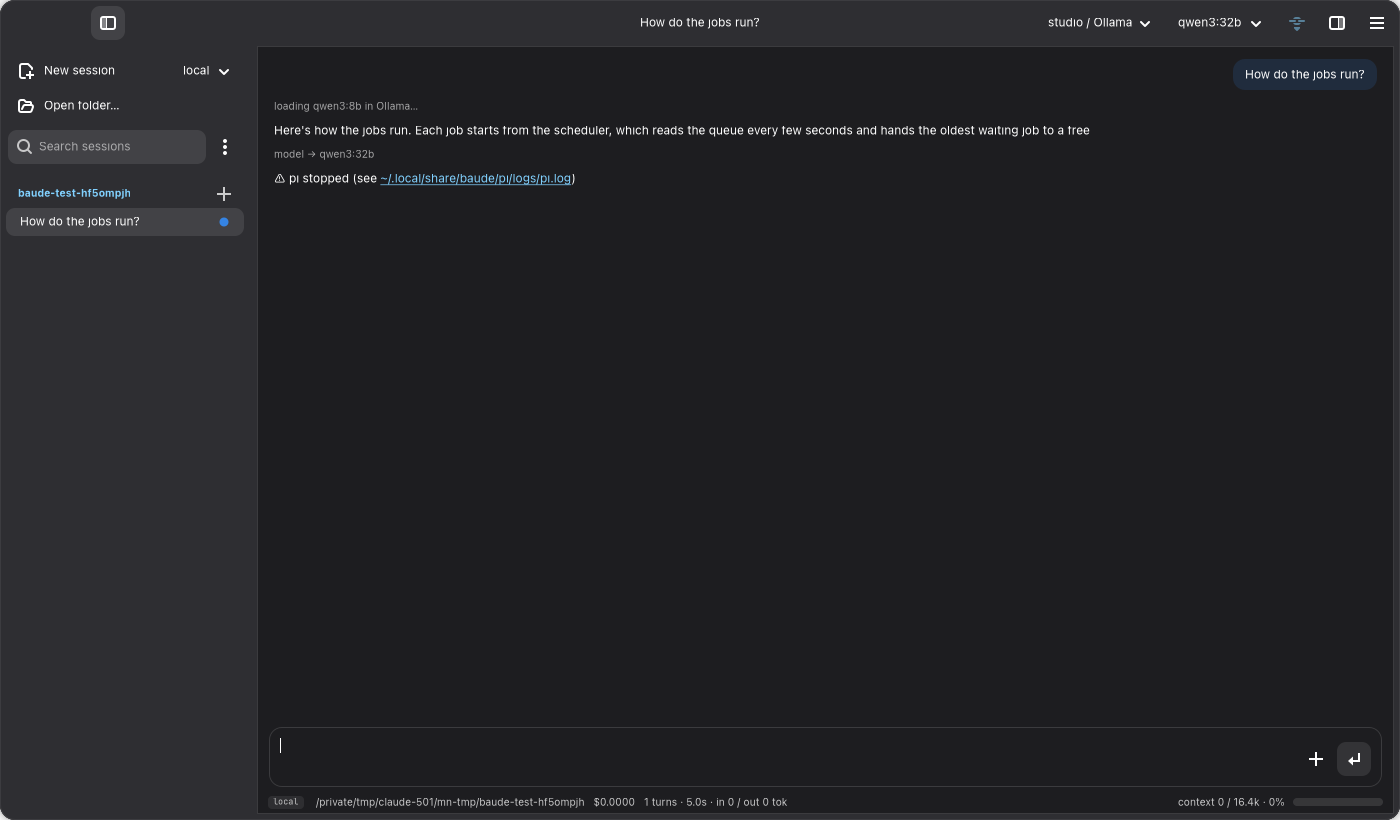 How do the jobs run?
studio / Ollama
qwen3:32b
New session
local
Open folder...
Search sessions
baude-test-hf5ompjh
How do the jobs run?
How do the jobs run?
loading qwen3:8b in Ollama...
Here's how the jobs run. Each job starts from the scheduler, which reads the queue every few seconds and hands the oldest waiting job to a free
model → qwen3:32b
⚠ pi stopped (see ~/.local/share/baude/pi/logs/pi.log)
local /private/tmp/claude-501/mn-tmp/baude-test-hf5ompjh $0.0000 1 turns · 5.0s · in 0 / out 0 tok
context 0 / 16.4k · 0%